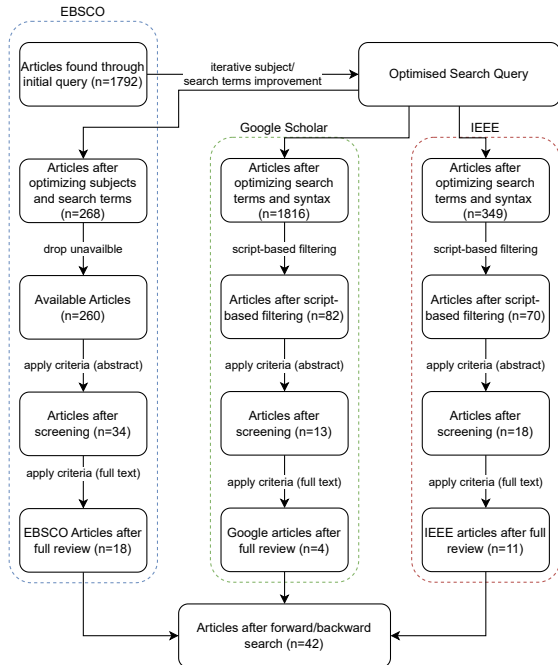 EBSCO
Articles found through
initial query (n=1792)
iterative subject/
search terms improvement
Optimised Search Query
Google Scholar
IEEE
Articles after
optimizing subjects
and search terms
(n=268)
Articles after
optimizing search
terms and syntax
(n=1816)
Articles after
optimizing search
terms and syntax
(n=349)
drop unavailble
script-based filtering
script-based filtering
Available Articles
(n=260)
Articles after script-
based filtering (n=82)
Articles after script-
based filtering (n=70)
apply criteria (abstract)
apply criteria (abstract)
apply criteria (abstract)
Articles after
screening (n=34)
Articles after
screening (n=13)
Articles after
screening (n=18)
apply criteria (full text)
apply criteria (full text)
apply criteria (full text)
EBSCO Articles after
full review (n=18)
Google articles after
full review (n=4)
IEEE articles after full
review (n=11)
Articles after forward/backward
search (n=42)